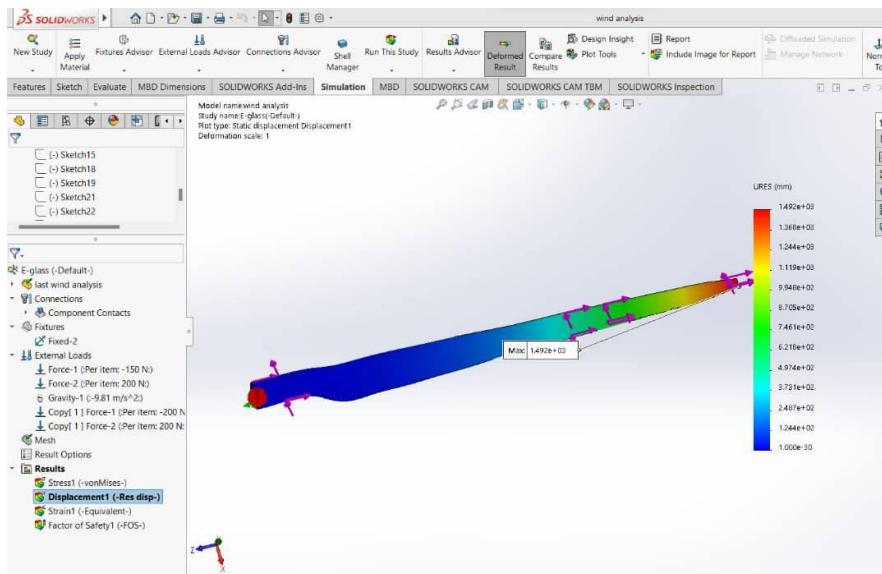 SOLIDWORKS
wind analysis
New Study
Apply Material
Fixtures Advisor
External Loads Advisor
Connections Advisor
Shell Manager
Run This Study
Results Advisor
Deformed Result
Compare Results
Design Insight
Plot Tools
Report
Include Image for Report
Offloaded Simulation
Manage Network
Features
Sketch
Evaluate
MBD Dimensions
SOLIDWORKS Add-Ins
Simulation
MBD
SOLIDWORKS CAM
SOLIDWORKS CAM TBM
SOLIDWORKS Inspection
Model name:wind analysis
Study name:E-glass(-Default-)
Plot type: Static displacement Displacement1
Deformation scale: 1
(-) Sketch15
(-) Sketch18
(-) Sketch19
(-) Sketch21
(-) Sketch22
E-glass (-Default-)
last wind analysis
Connections
Component Contacts
Fixtures
Fixed-2
External Loads
Force-1 (:Per item: -150 N:)
Force-2 (:Per item: 200 N:)
Gravity-1 (:-9.81 m/s^2:)
Copy[ 1 ] Force-1 (:Per item: -200 N
Copy[ 1 ] Force-2 (:Per item: 200 N:
Mesh
Result Options
Results
Stress1 (-vonMises-)
Displacement1 (-Res disp-)
Strain1 (-Equivalent-)
Factor of Safety1 (-FOS-)
Max: 1.492e+03
URES (mm)
1.492e+03
1.368e+03
1.244e+03
1.119e+03
9.948e+02
8.705e+02
7.461e+02
6.218e+02
4.974e+02
3.731e+02
2.487e+02
1.244e+02
1.000e-30
Z
X